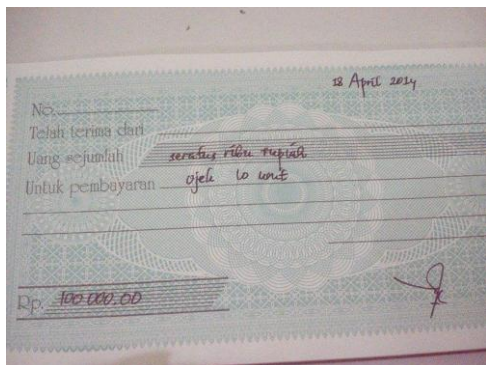 18 April 2014
No.
Telah terima dari
Uang sejumlah seratus ribu rupiah
Untuk pembayaran ojek 10 unit
Rp. 100.000.00